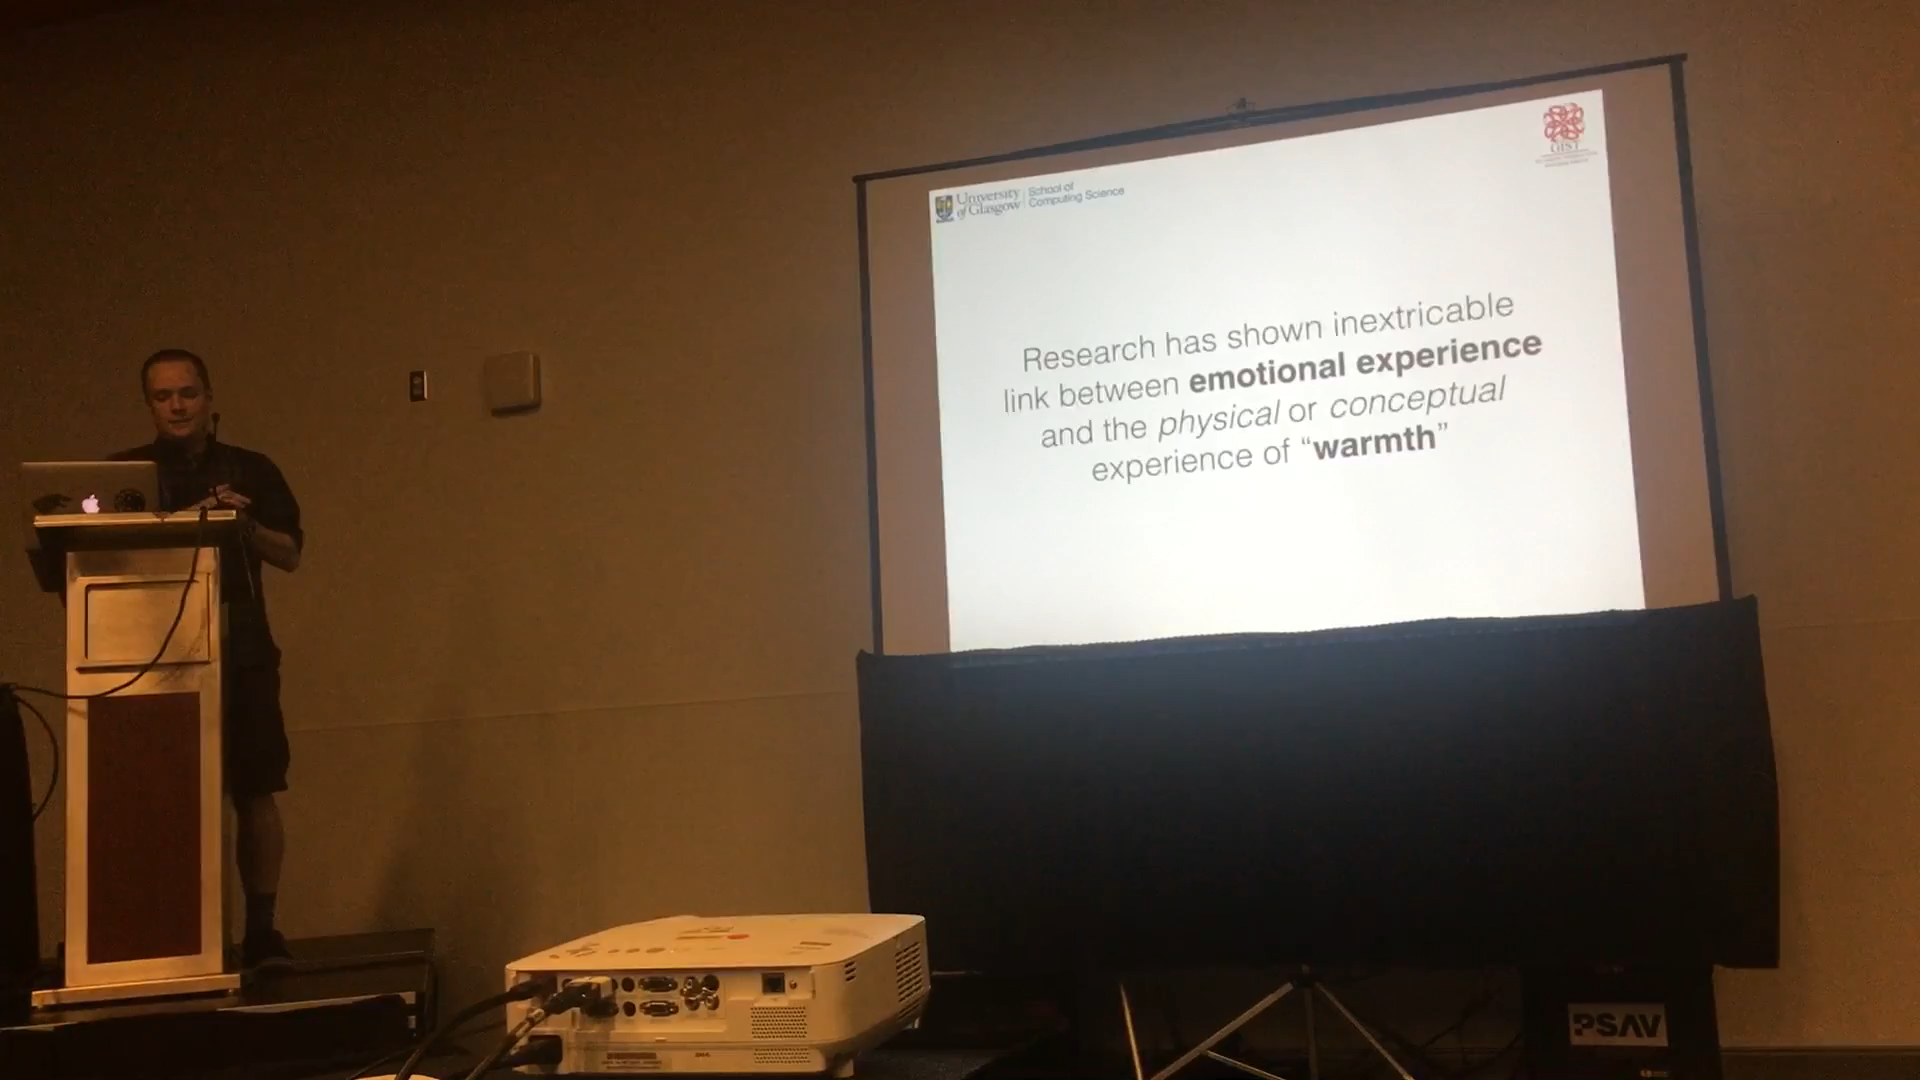 University
of Glasgow
School of
Computing Science
GIST
Research has shown inextricable
link between emotional experience
and the physical or conceptual
experience of “warmth”
PSAV